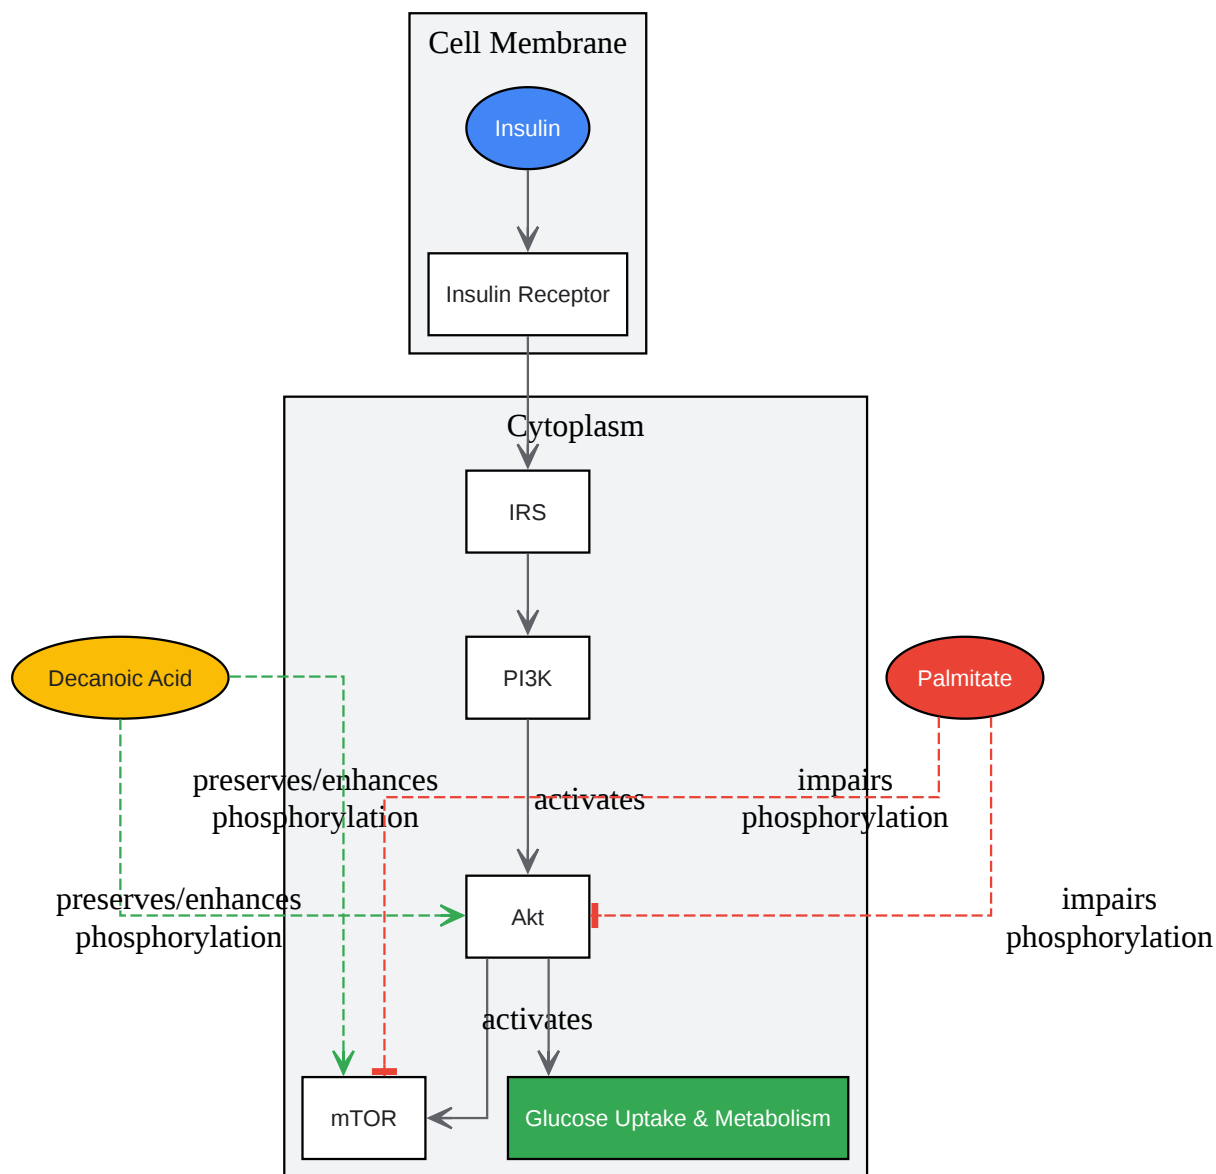 Cell Membrane
Insulin
Insulin Receptor
Cytoplasm
IRS
Decanoic Acid
PI3K
Palmitate
preserves/enhances
phosphorylation
activates
impairs
phosphorylation
preserves/enhances
phosphorylation
Akt
impairs
phosphorylation
activates
mTOR
Glucose Uptake & Metabolism